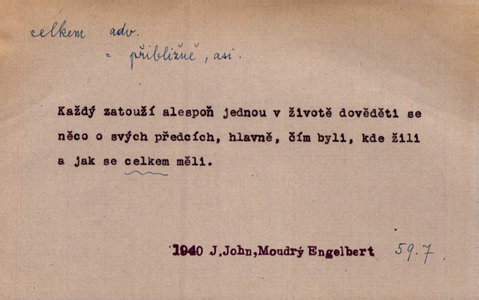 celkem adv.
= přibližně, asi.
Každý zatouží alespoň jednou v životě dověděti se
něco o svých předcích, hlavně, čím byli, kde žili
a jak se celkem měli.
1940 J.John,Moudrý Engelbert 59.7.